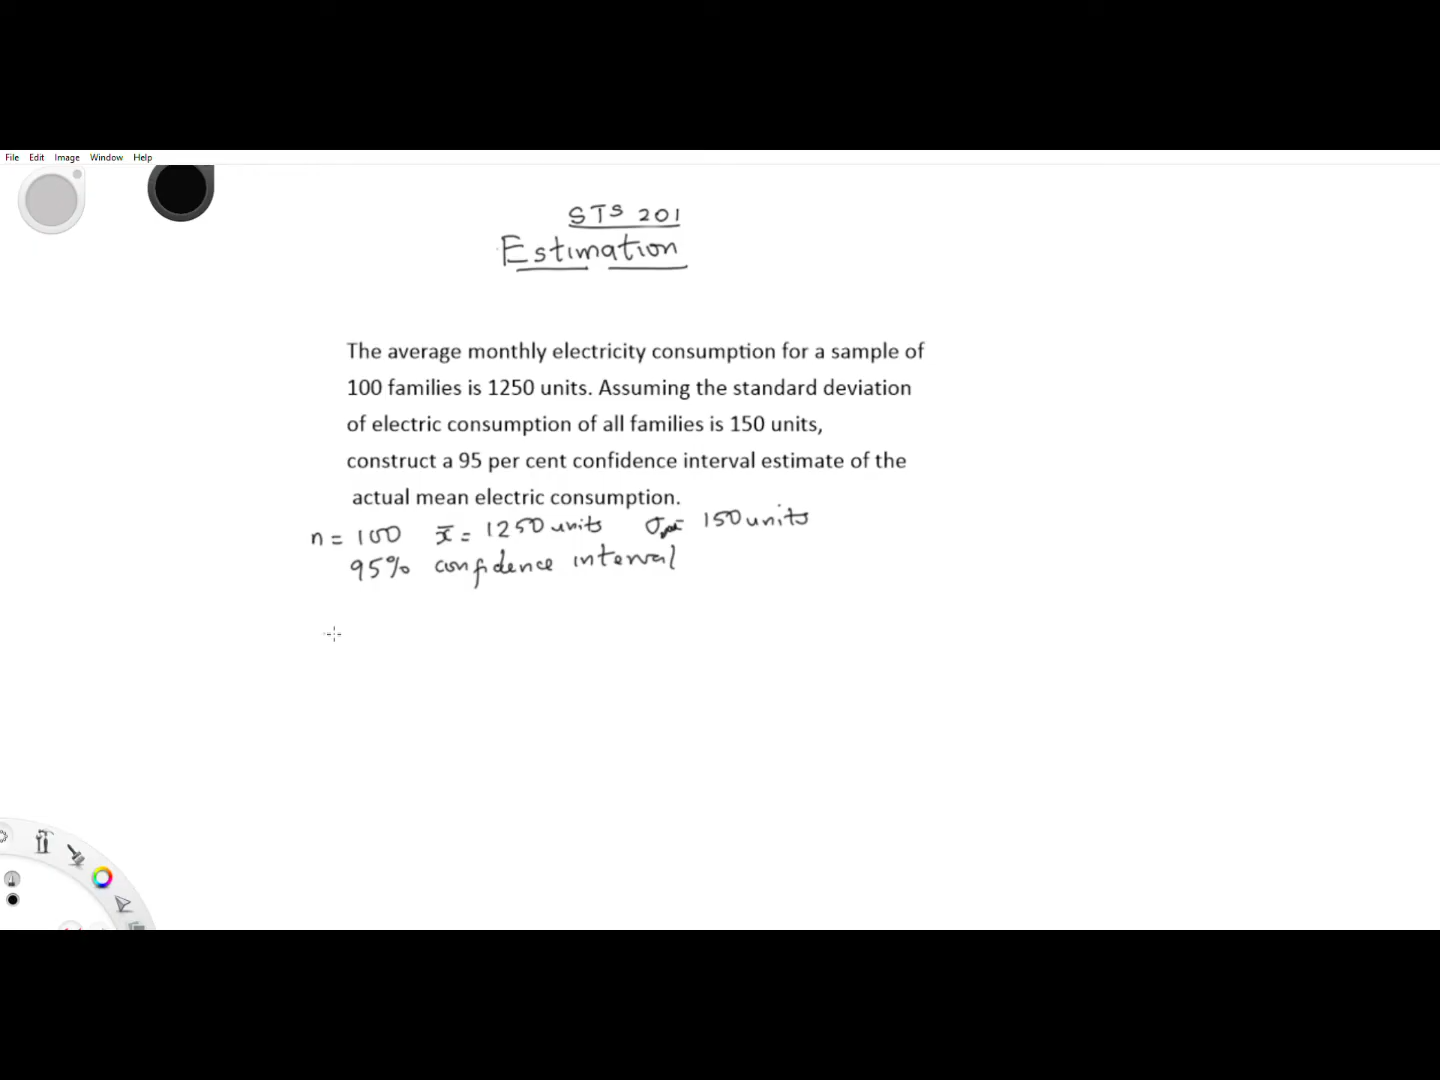 File Edit Image Window Help
STS 201
Estimation
The average monthly electricity consumption for a sample of
100 families is 1250 units. Assuming the standard deviation
of electric consumption of all families is 150 units,
construct a 95 per cent confidence interval estimate of the
actual mean electric consumption.
n = 100 x̄ = 1250 units σ = 150 units
95% confidence interval